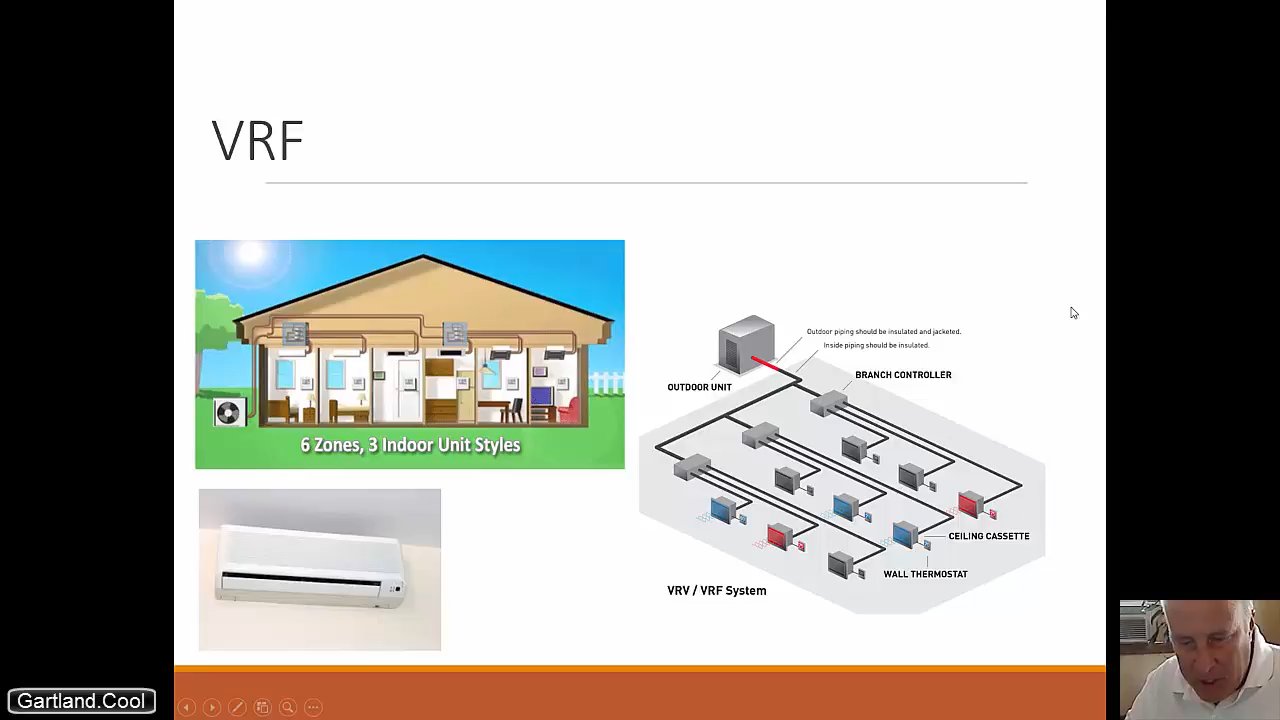 VRF
6 Zones, 3 Indoor Unit Styles
Outdoor piping should be insulated and jacketed.
Inside piping should be insulated.
OUTDOOR UNIT
BRANCH CONTROLLER
CEILING CASSETTE
WALL THERMOSTAT
VRV / VRF System
Gartland.Cool